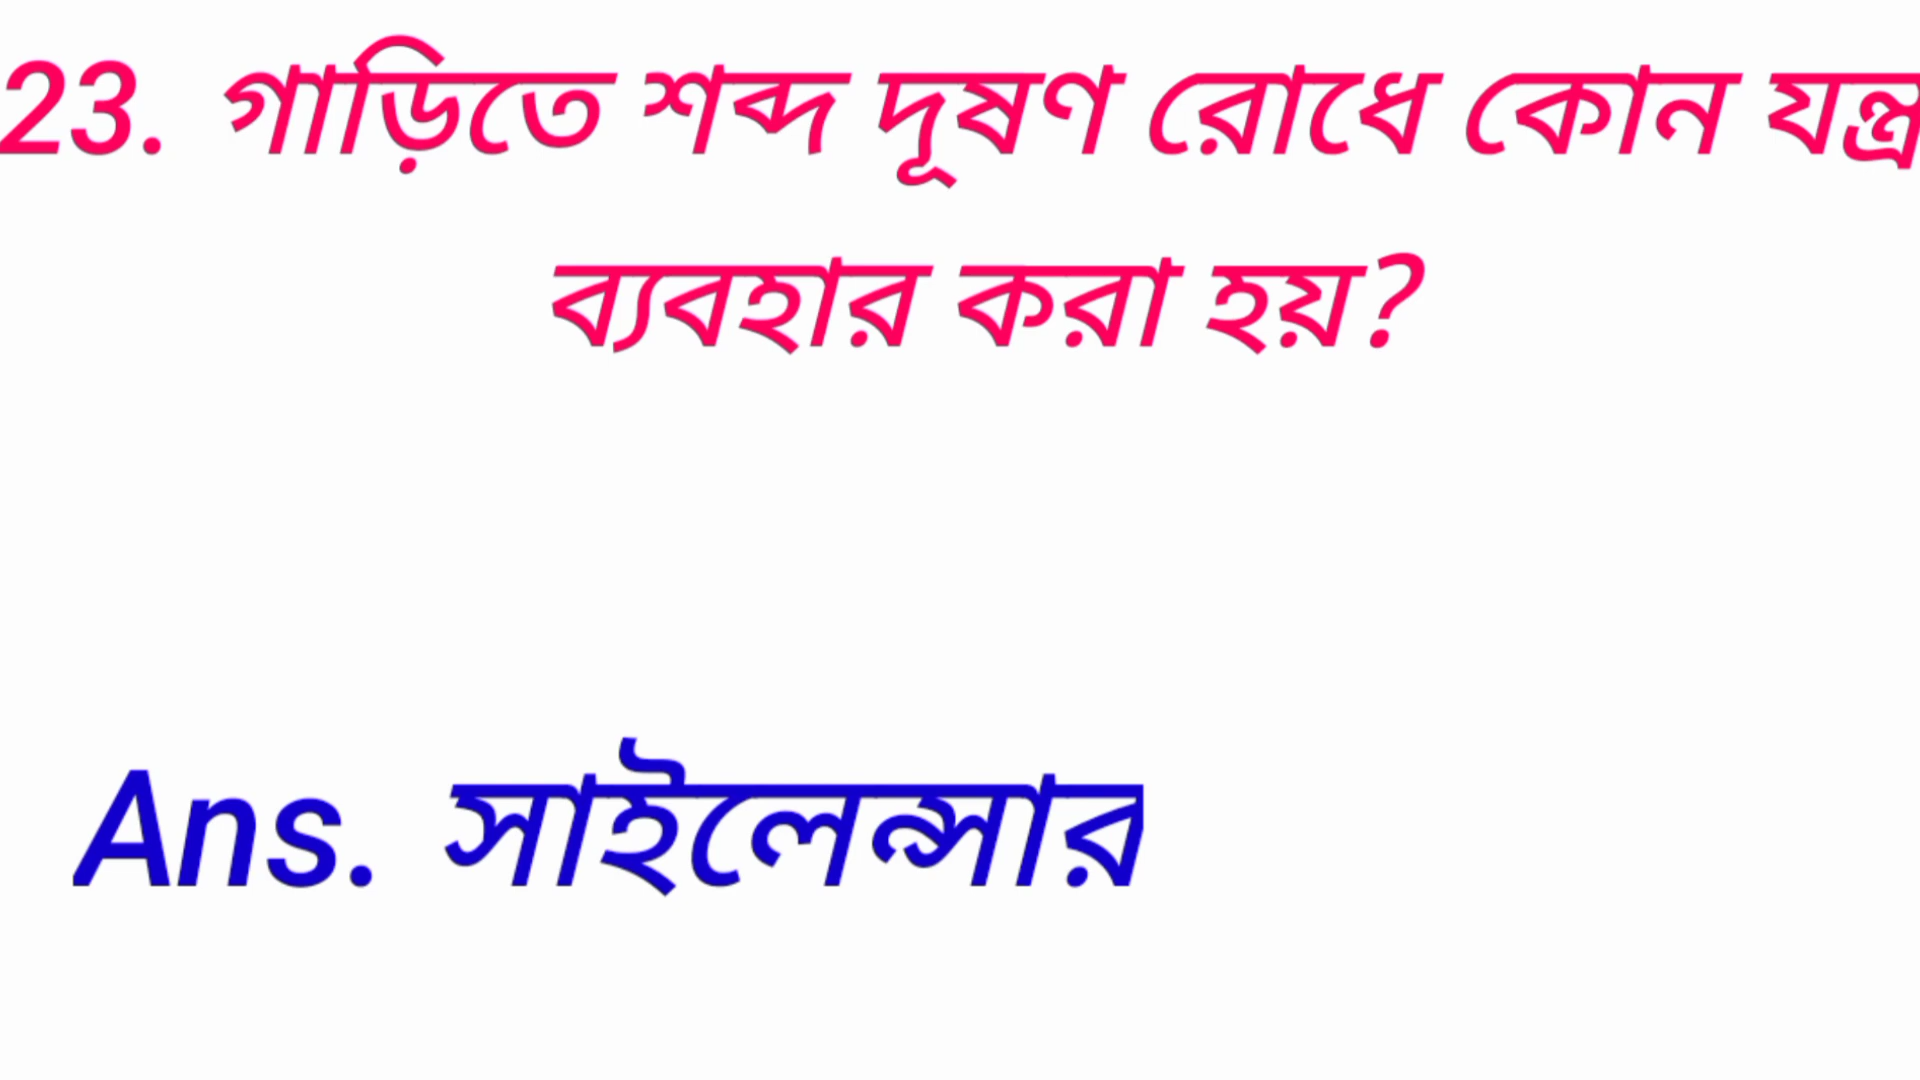 23. গাড়িতে শব্দ দূষণ রোধে কোন যন্ত্র
ব্যবহার করা হয়?
Ans. সাইলেন্সার